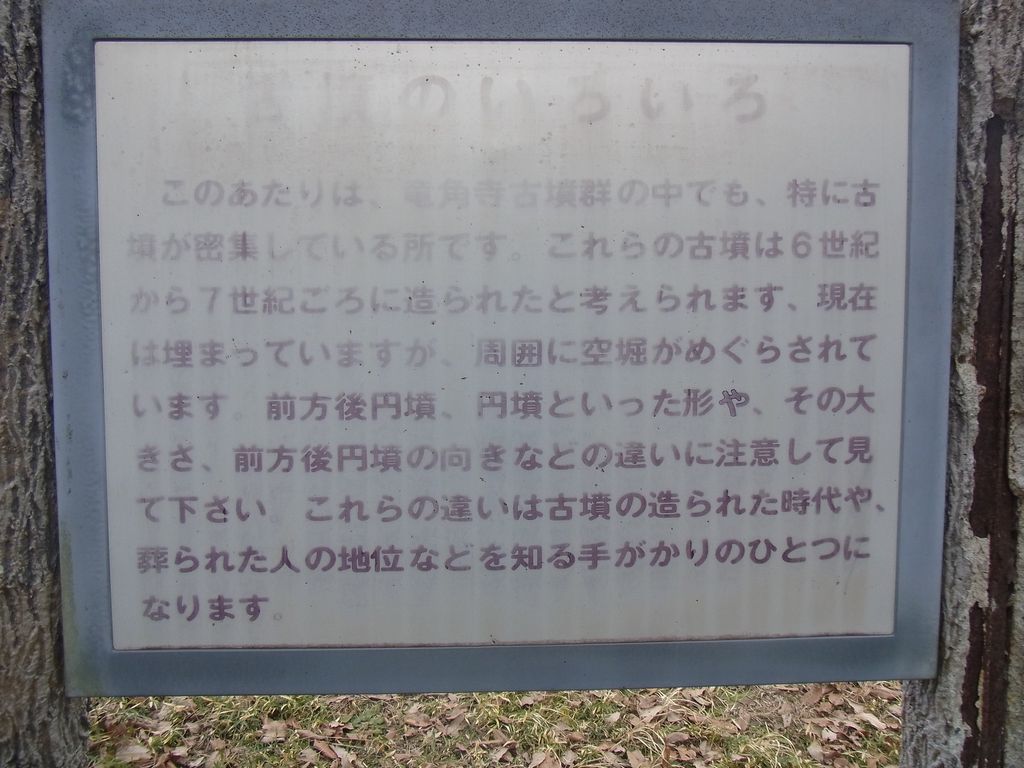 古墳のいろいろ
このあたりは、竜角寺古墳群の中でも、特に古
墳が密集している所です。これらの古墳は6世紀
から7世紀ごろに造られたと考えられます、現在
は埋まっていますが、周囲に空堀がめぐらされて
います。前方後円墳、円墳といった形や、その大
きさ、前方後円墳の向きなどの違いに注意して見
て下さい。これらの違いは古墳の造られた時代や、
葬られた人の地位などを知る手がかりのひとつに
なります。